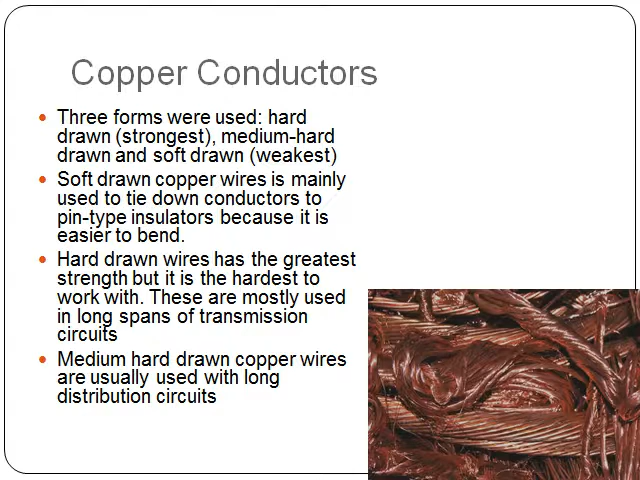 Copper Conductors
• Three forms were used: hard
drawn (strongest), medium-hard
drawn and soft drawn (weakest)
• Soft drawn copper wires is mainly
used to tie down conductors to
pin-type insulators because it is
easier to bend.
• Hard drawn wires has the greatest
strength but it is the hardest to
work with. These are mostly used
in long spans of transmission
circuits
• Medium hard drawn copper wires
are usually used with long
distribution circuits